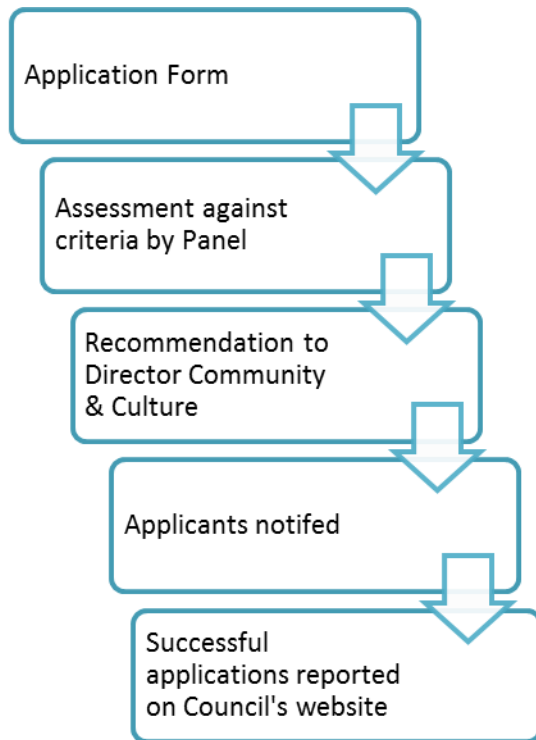 Application Form
Assessment against
criteria by Panel
Recommendation to
Director Community
& Culture
Applicants notifed
Successful
applications reported
on Council's website